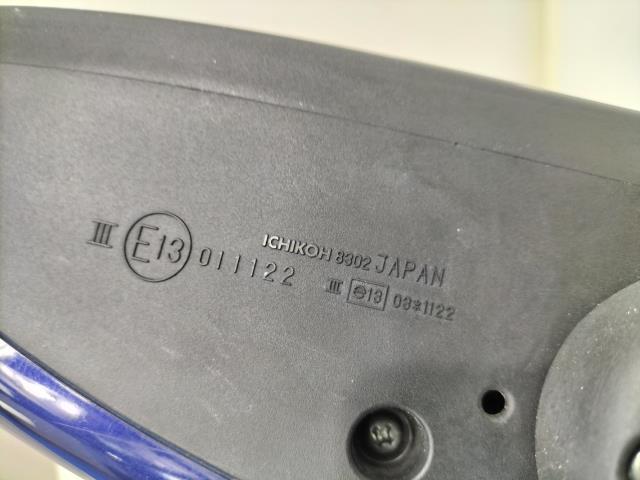 III E13 011122
ICHIKOH 8302 JAPAN
III e13 03*1122